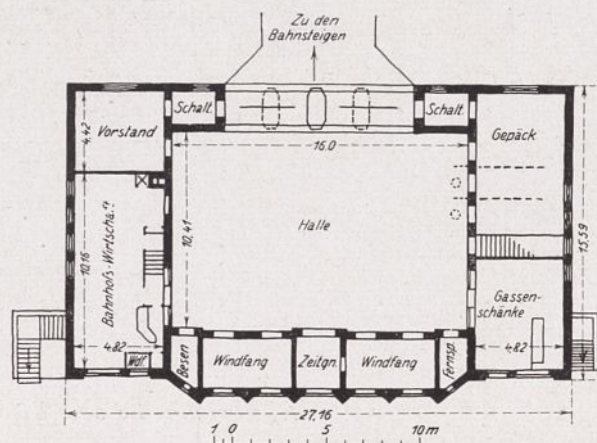 Zu den
Bahnsteigen
Schalt.
Schalt.
Vorstand
4,42
16.0
Gepäck
Halle
10,41
15,59
10,16
Bahnhofs-Wirtschaft
Gassen-
schänke
4,82
4,82
Besen
Windfang
Zeitgn.
Windfang
Fernsp.
27,16
1 0 5 10m